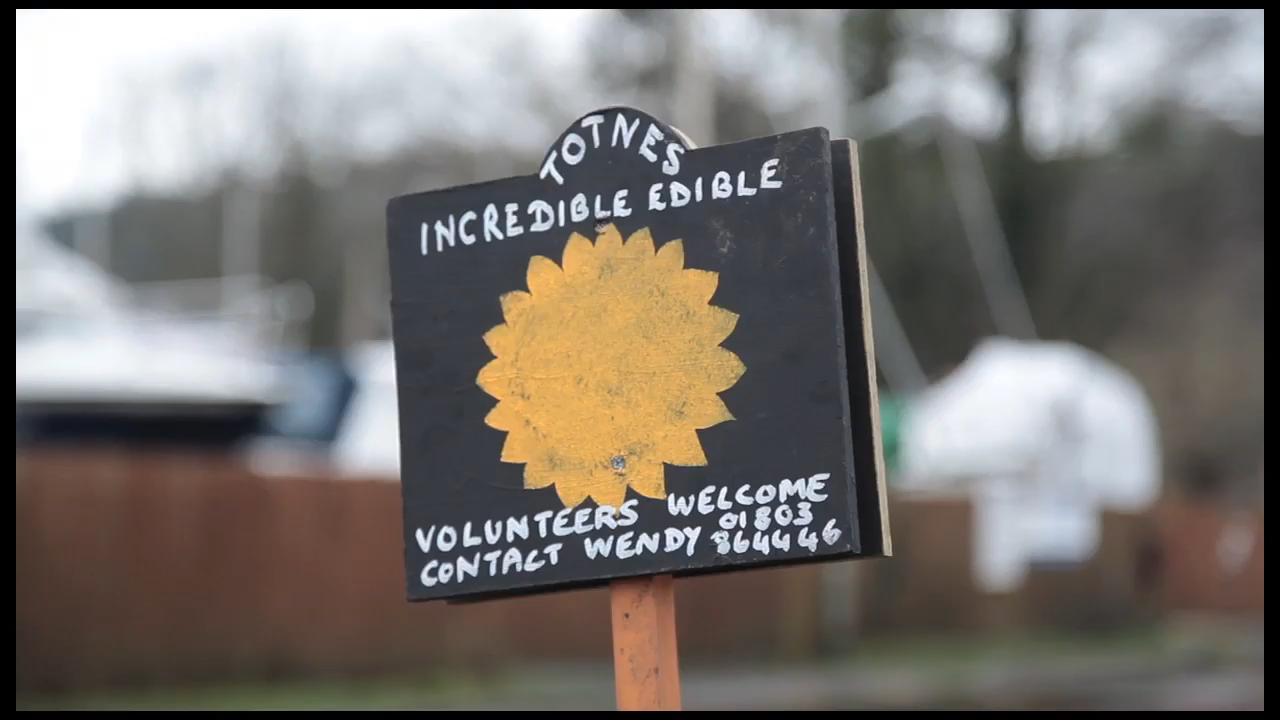 TOTNES
INCREDIBLE EDIBLE
VOLUNTEERS WELCOME
01803
CONTACT WENDY 864446